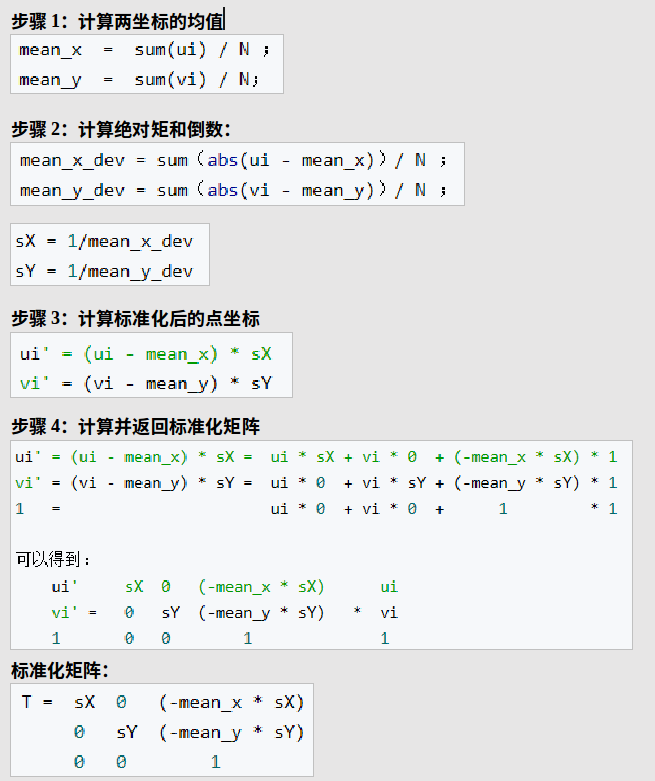 步骤 1：计算两坐标的均值
mean_x  =  sum(ui) / N ；
mean_y  =  sum(vi) / N；
步骤 2：计算绝对矩和倒数：
mean_x_dev = sum（abs(ui - mean_x)）/ N ；
mean_y_dev = sum（abs(vi - mean_y)）/ N ；
sX = 1/mean_x_dev
sY = 1/mean_y_dev
步骤 3：计算标准化后的点坐标
ui' = (ui - mean_x) * sX
vi' = (vi - mean_y) * sY
步骤 4：计算并返回标准化矩阵
ui' = (ui - mean_x) * sX =  ui * sX + vi * 0  + (-mean_x * sX) * 1
vi' = (vi - mean_y) * sY =  ui * 0  + vi * sY + (-mean_y * sY) * 1
1   =                       ui * 0  + vi * 0 +      1         * 1
可以得到：
ui'     sX  0   (-mean_x * sX)      ui
vi' =   0   sY  (-mean_y * sY)   *  vi
1       0   0        1              1
标准化矩阵：
T =  sX  0   (-mean_x * sX)
0   sY  (-mean_y * sY)
0   0        1